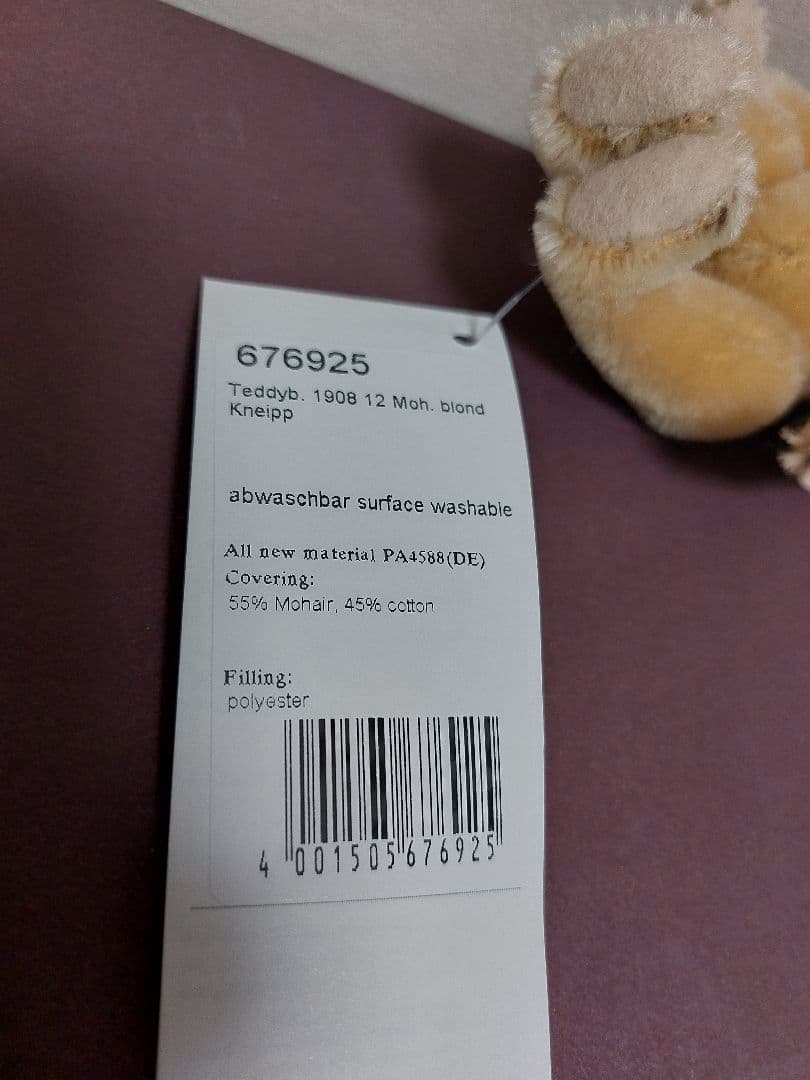 676925
Teddyb. 1908 12 Moh. blond
Kneipp
abwaschbar surface washable
All new material PA4588(DE)
Covering:
55% Mohair, 45% cotton
Filling:
polyester
4 001505 676925